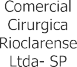 Comercial
Cirurgica
Rioclarense
Ltda- SP